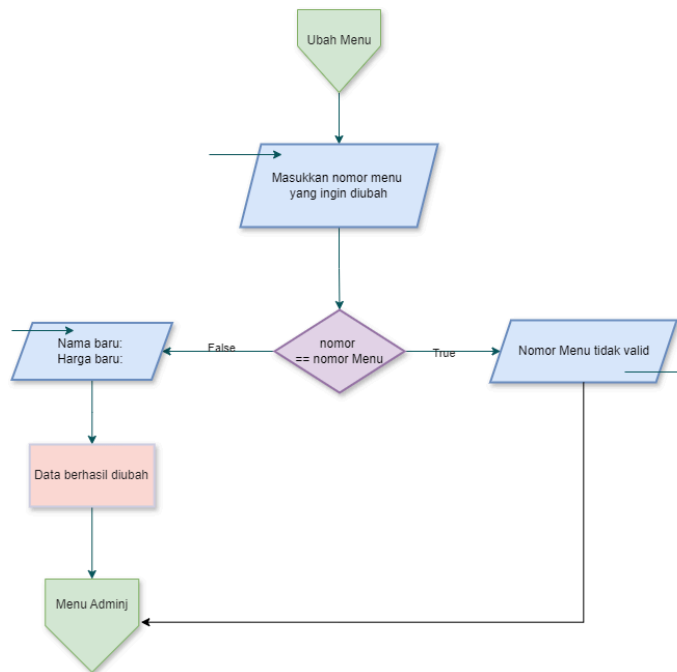 Ubah Menu
Masukkan nomor menu
yang ingin diubah
nomor
== nomor Menu
False
True
Nama baru:
Harga baru:
Nomor Menu tidak valid
Data berhasil diubah
Menu Adminj